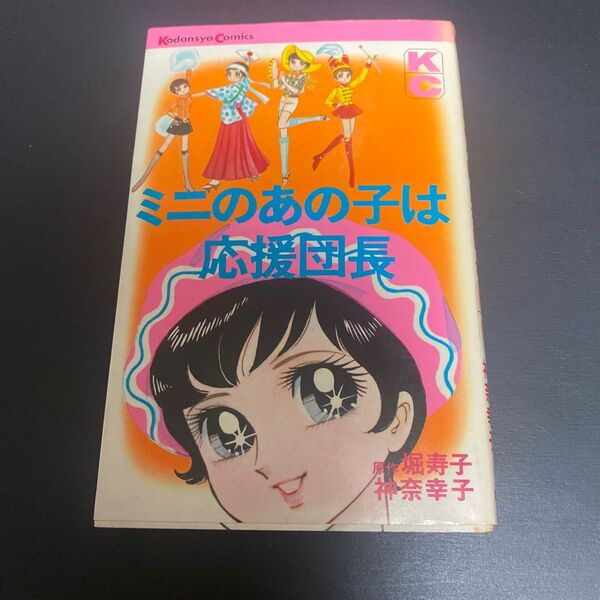 Kodansya Comics
KC
ミニのあの子は
応援団長
原作 堀寿子
神奈幸子